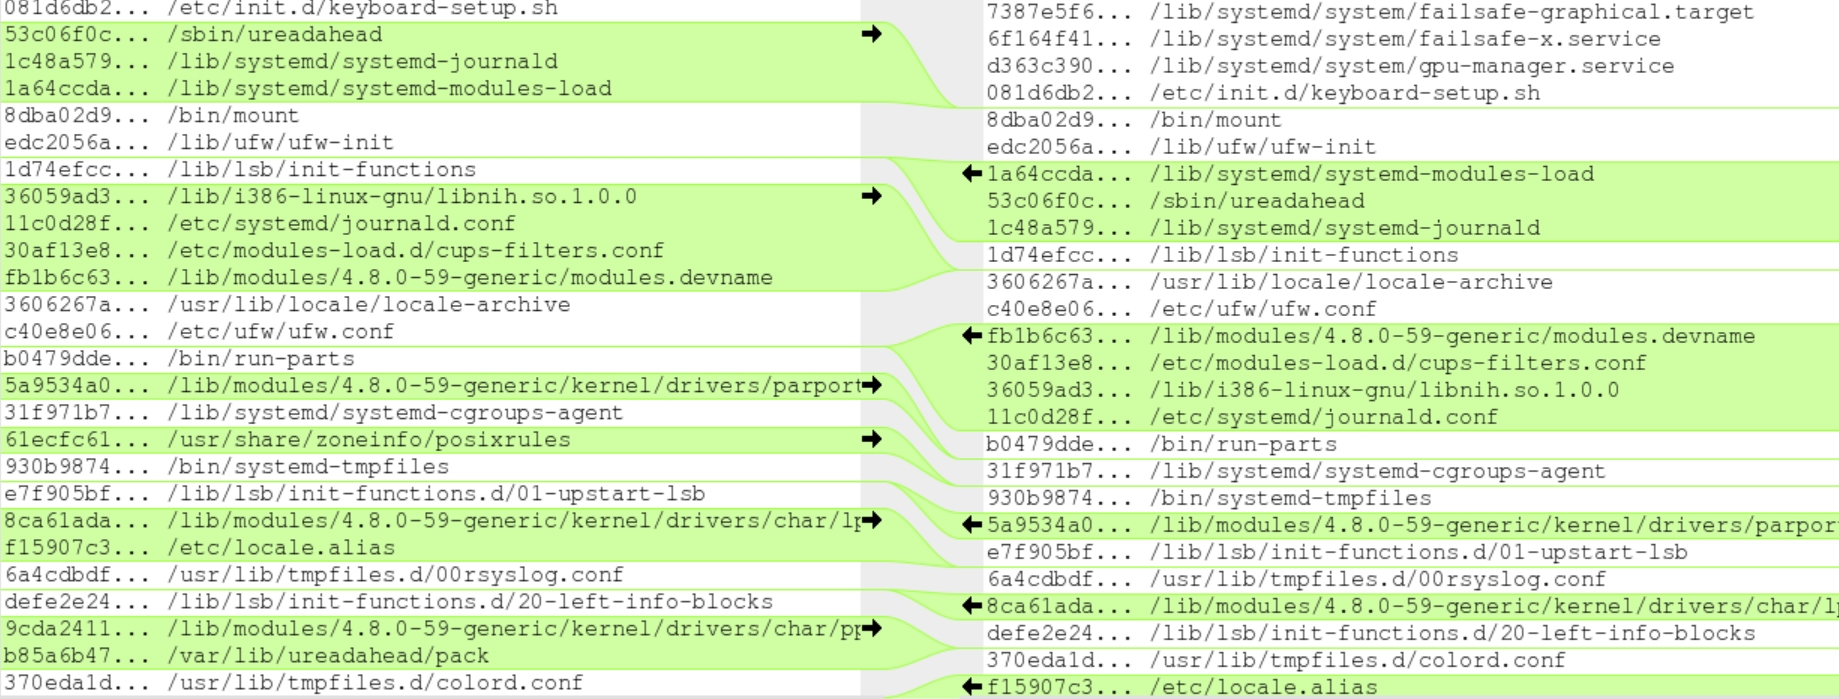 081d6db2... /etc/init.d/keyboard-setup.sh
53c06f0c... /sbin/ureadahead
1c48a579... /lib/systemd/systemd-journald
1a64ccda... /lib/systemd/systemd-modules-load
8dba02d9... /bin/mount
edc2056a... /lib/ufw/ufw-init
1d74efcc... /lib/lsb/init-functions
36059ad3... /lib/i386-linux-gnu/libnih.so.1.0.0
11c0d28f... /etc/systemd/journald.conf
30af13e8... /etc/modules-load.d/cups-filters.conf
fb1b6c63... /lib/modules/4.8.0-59-generic/modules.devname
3606267a... /usr/lib/locale/locale-archive
c40e8e06... /etc/ufw/ufw.conf
b0479dde... /bin/run-parts
5a9534a0... /lib/modules/4.8.0-59-generic/kernel/drivers/parport
31f971b7... /lib/systemd/systemd-cgroups-agent
61ecfc61... /usr/share/zoneinfo/posixrules
930b9874... /bin/systemd-tmpfiles
e7f905bf... /lib/lsb/init-functions.d/01-upstart-lsb
8ca61ada... /lib/modules/4.8.0-59-generic/kernel/drivers/char/lp
f15907c3... /etc/locale.alias
6a4cdbdf... /usr/lib/tmpfiles.d/00rsyslog.conf
defe2e24... /lib/lsb/init-functions.d/20-left-info-blocks
9cda2411... /lib/modules/4.8.0-59-generic/kernel/drivers/char/pp
b85a6b47... /var/lib/ureadahead/pack
370eda1d... /usr/lib/tmpfiles.d/colord.conf
7387e5f6... /lib/systemd/system/failsafe-graphical.target
6f164f41... /lib/systemd/system/failsafe-x.service
d363c390... /lib/systemd/system/gpu-manager.service
081d6db2... /etc/init.d/keyboard-setup.sh
8dba02d9... /bin/mount
edc2056a... /lib/ufw/ufw-init
1a64ccda... /lib/systemd/systemd-modules-load
53c06f0c... /sbin/ureadahead
1c48a579... /lib/systemd/systemd-journald
1d74efcc... /lib/lsb/init-functions
3606267a... /usr/lib/locale/locale-archive
c40e8e06... /etc/ufw/ufw.conf
fb1b6c63... /lib/modules/4.8.0-59-generic/modules.devname
30af13e8... /etc/modules-load.d/cups-filters.conf
36059ad3... /lib/i386-linux-gnu/libnih.so.1.0.0
11c0d28f... /etc/systemd/journald.conf
b0479dde... /bin/run-parts
31f971b7... /lib/systemd/systemd-cgroups-agent
930b9874... /bin/systemd-tmpfiles
5a9534a0... /lib/modules/4.8.0-59-generic/kernel/drivers/parpor
e7f905bf... /lib/lsb/init-functions.d/01-upstart-lsb
6a4cdbdf... /usr/lib/tmpfiles.d/00rsyslog.conf
8ca61ada... /lib/modules/4.8.0-59-generic/kernel/drivers/char/lp
defe2e24... /lib/lsb/init-functions.d/20-left-info-blocks
370eda1d... /usr/lib/tmpfiles.d/colord.conf
f15907c3... /etc/locale.alias